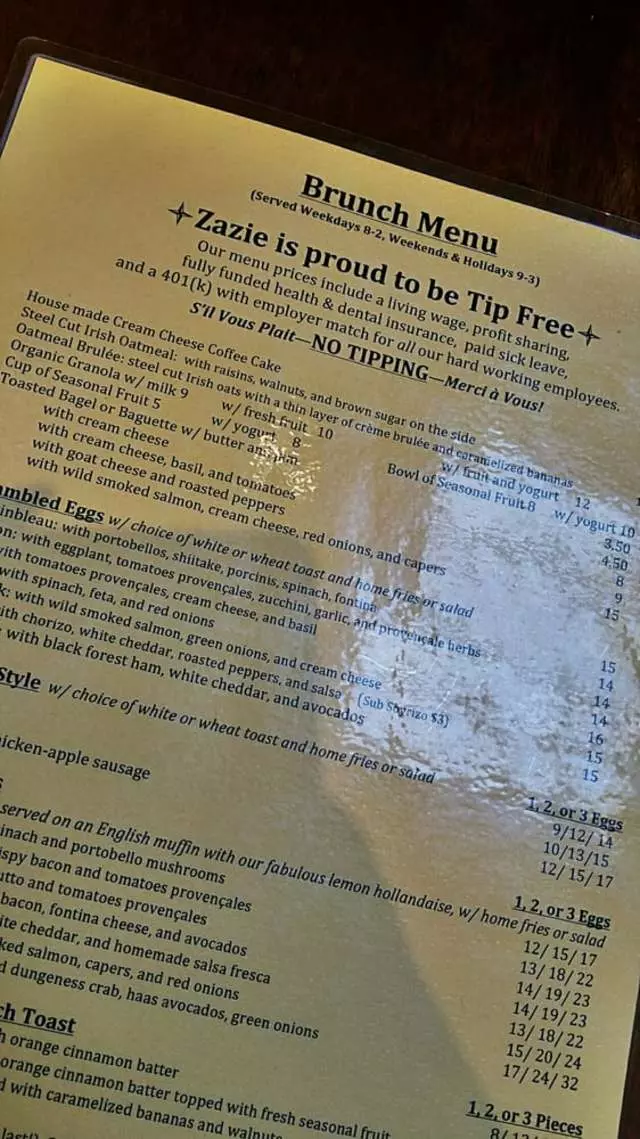 Brunch Menu
(Served Weekdays 8-2, Weekends & Holidays 9-3)
Zazie is proud to be Tip Free
Our menu prices include a living wage, profit sharing,
fully funded health & dental insurance, paid sick leave,
and a 401(k) with employer match for all our hard working employees.
S'il Vous Plait—NO TIPPING—Merci à Vous!
House made Cream Cheese Coffee Cake
Steel Cut Irish Oatmeal: with raisins, walnuts, and brown sugar on the side
Oatmeal Brulée: steel cut Irish oats with a thin layer of crème brulée and caramelized bananas
Organic Granola w/ milk 9 w/ fresh fruit 10 w/ fruit and yogurt 12
Cup of Seasonal Fruit 5 w/ yogurt 8 Bowl of Seasonal Fruit 8 w/ yogurt 10
Toasted Bagel or Baguette w/ butter and 3.50
with cream cheese 4.50
with cream cheese, basil, and tomatoes 8
with goat cheese and roasted peppers 9
with wild smoked salmon, cream cheese, red onions, and capers 15
ambled Eggs w/ choice of white or wheat toast and home fries or salad
inbleau: with portobellos, shiitake, porcinis, spinach, fontina 15
on: with eggplant, tomatoes provençales, zucchini, garlic, and provençale herbs 14
with tomatoes provençales, cream cheese, and basil 14
with spinach, feta, and red onions 14
k: with wild smoked salmon, green onions, and cream cheese 16
ith chorizo, white cheddar, roasted peppers, and salsa (Sub Soyrizo $3) 15
: with black forest ham, white cheddar, and avocados 15
Style w/ choice of white or wheat toast and home fries or salad
1, 2, or 3 Eggs
9/12/ 14
10/13/15
hicken-apple sausage 12/ 15/ 17
s
served on an English muffin with our fabulous lemon hollandaise, w/ home fries or salad
1, 2, or 3 Eggs
inach and portobello mushrooms 12/ 15/ 17
ispy bacon and tomatoes provençales 13/ 18/ 22
utto and tomatoes provençales 14/ 19/ 23
bacon, fontina cheese, and avocados 14/ 19/ 23
ite cheddar, and homemade salsa fresca 13/ 18/ 22
ked salmon, capers, and red onions 15/ 20/ 24
d dungeness crab, haas avocados, green onions 17/ 24/ 32
ch Toast
1, 2, or 3 Pieces
h orange cinnamon batter
orange cinnamon batter topped with fresh seasonal fruit
d with caramelized bananas and walnuts